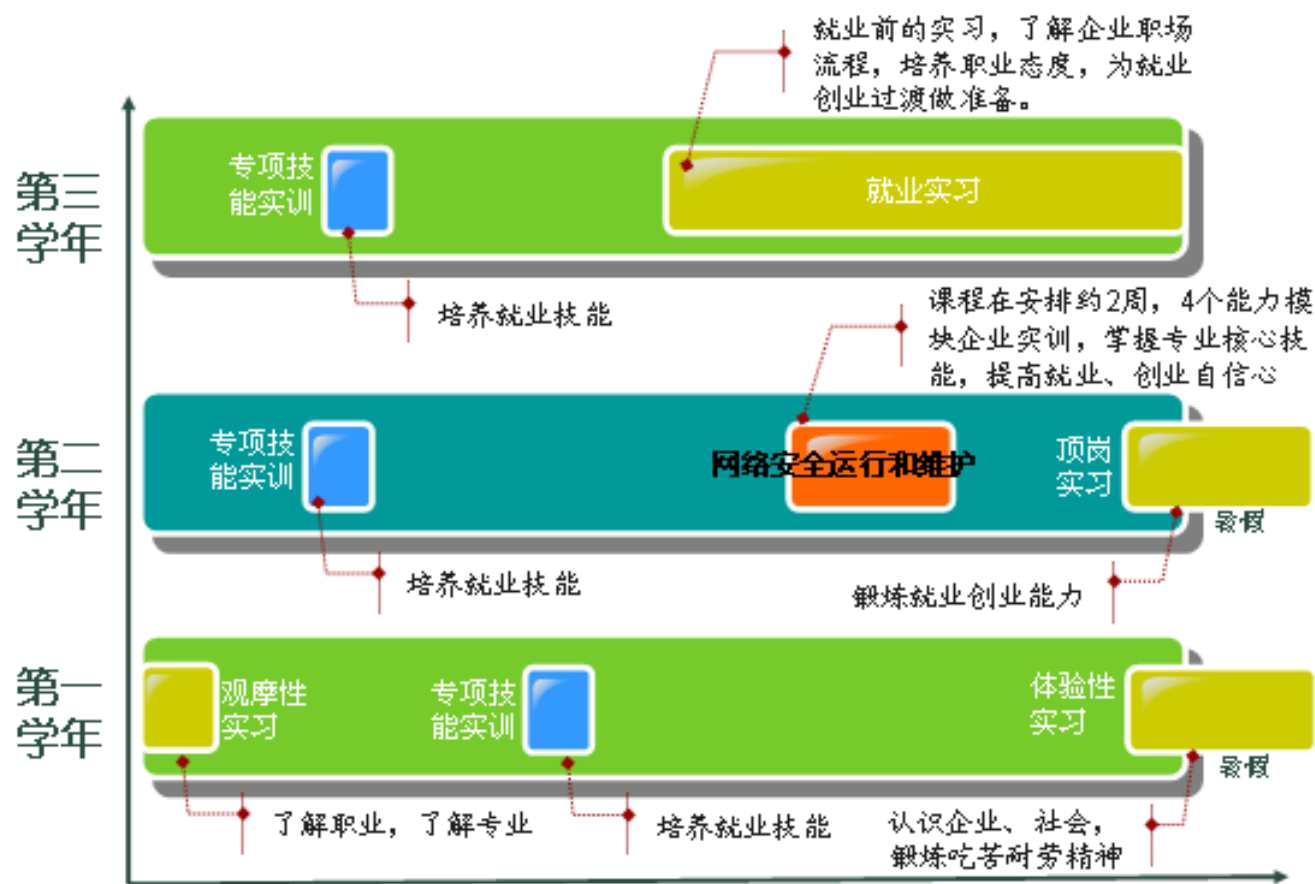 就业前的实习，了解企业职场
流程，培养职业态度，为就业
创业过渡做准备。
第三
学年
专项技
能实训
就业实习
培养就业技能
课程在安排约2周，4个能力模
块企业实训，掌握专业核心技
能，提高就业、创业自信心
第二
学年
专项技
能实训
网络安全运行和维护
顶岗
实习
暑假
培养就业技能
锻炼就业创业能力
第一
学年
观摩性
实习
专项技
能实训
体验性
实习
暑假
了解职业，了解专业
培养就业技能
认识企业、社会，
锻炼吃苦耐劳精神